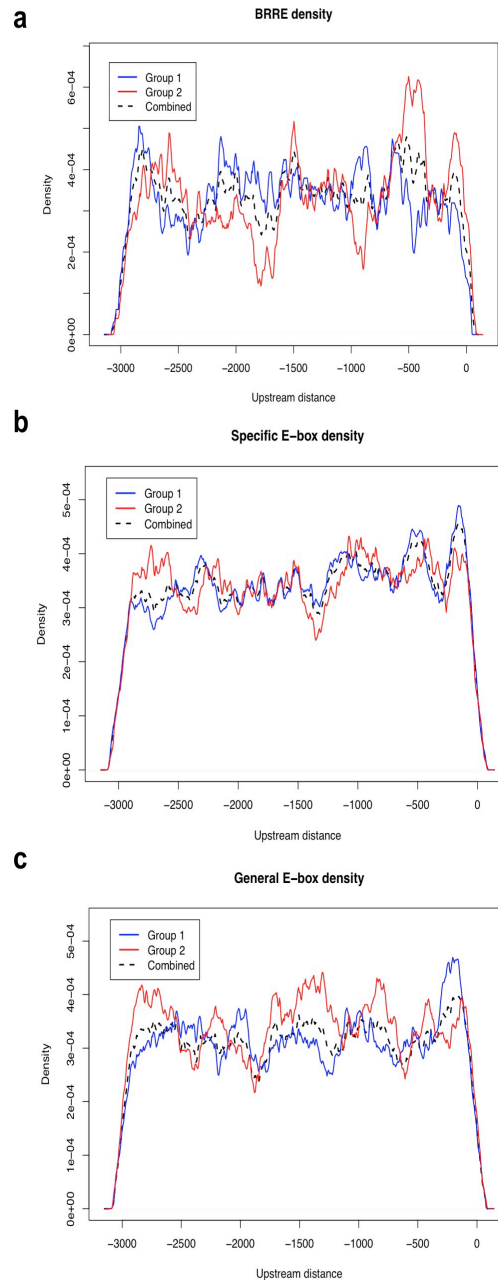 a
BRRE density
Group 1
Group 2
Combined
Density
0e+00 2e−04 4e−04 6e−04
−3000 −2500 −2000 −1500 −1000 −500 0
Upstream distance
b
Specific E−box density
Group 1
Group 2
Combined
Density
0e+00 1e−04 2e−04 3e−04 4e−04 5e−04
−3000 −2500 −2000 −1500 −1000 −500 0
Upstream distance
c
General E−box density
Group 1
Group 2
Combined
Density
0e+00 1e−04 2e−04 3e−04 4e−04 5e−04
−3000 −2500 −2000 −1500 −1000 −500 0
Upstream distance